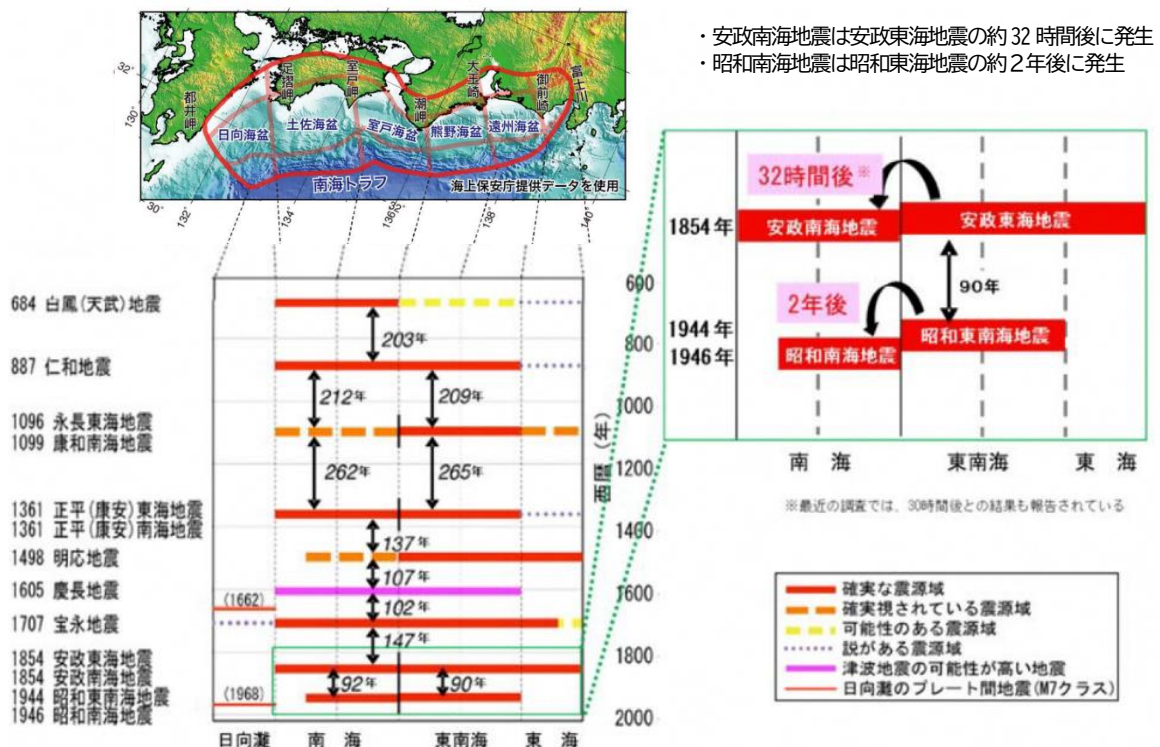 ・安政南海地震は安政東海地震の約32時間後に発生
・昭和南海地震は昭和東海地震の約2年後に発生
32°
130°
都井岬
足摺岬
室戸岬
潮岬
大王崎
御前崎
富士川
日向海盆
土佐海盆
室戸海盆
熊野海盆
遠州海盆
南海トラフ
海上保安庁提供データを使用
30°
132°
134°
136°
138°
140°
684 白鳳(天武)地震
203年
887 仁和地震
212年
209年
1096 永長東海地震
1099 康和南海地震
262年
265年
1361 正平(康安)東海地震
1361 正平(康安)南海地震
137年
1498 明応地震
107年
1605 慶長地震
(1662)
102年
1707 宝永地震
147年
1854 安政東海地震
1854 安政南海地震
92年
90年
1944 昭和東南海地震
(1968)
1946 昭和南海地震
日向灘
南 海
東南海
東 海
西暦(年)
600
800
1000
1200
1400
1600
1800
2000
32時間後※
1854年
安政南海地震
安政東海地震
90年
2年後
1944年
昭和東南海地震
1946年
昭和南海地震
南 海
東南海
東 海
※最近の調査では、30時間後との結果も報告されている
確実な震源域
確実視されている震源域
可能性のある震源域
説がある震源域
津波地震の可能性が高い地震
日向灘のプレート間地震(M7クラス)